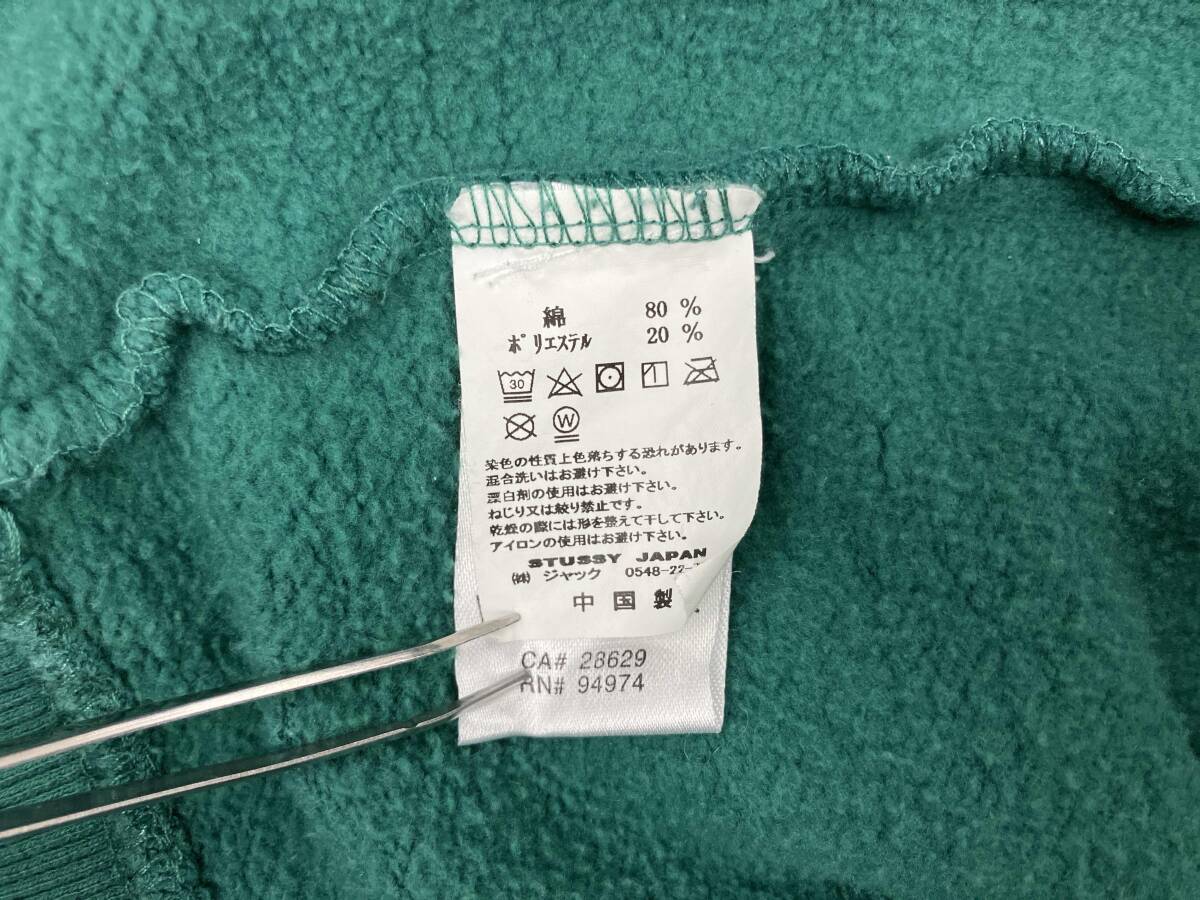 綿 80 %
ポリエステル 20 %
30
W
染色の性質上色落ちする恐れがあります。
混合洗いはお避け下さい。
漂白剤の使用はお避け下さい。
ねじり又は絞り禁止です。
乾燥の際には形を整えて干して下さい。
アイロンの使用はお避け下さい。
STUSSY JAPAN
㈱ ジャック 0548-22-
中 国 製
CA# 28629
RN# 94974